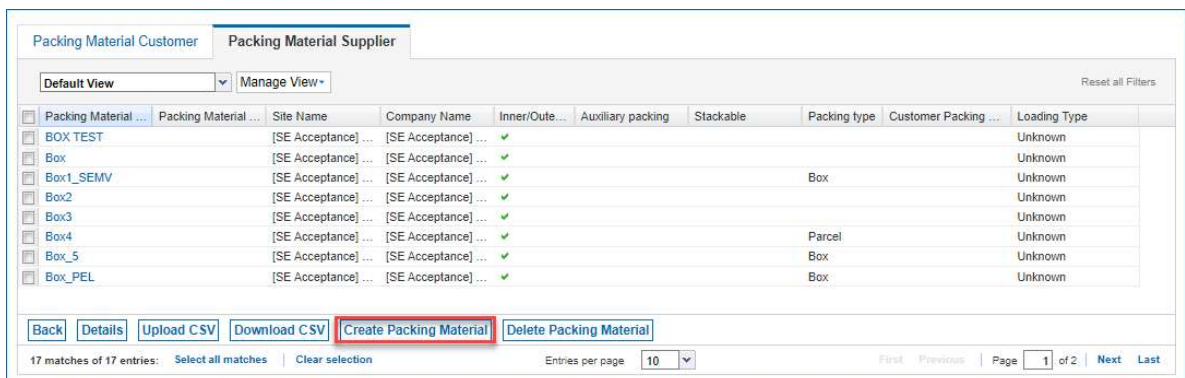 Packing Material Customer Packing Material Supplier
Default View Manage View Reset all Filters
Packing Material ... Packing Material ... Site Name Company Name Inner/Oute... Auxiliary packing Stackable Packing type Customer Packing ... Loading Type
BOX TEST [SE Acceptance] ... [SE Acceptance] ... Unknown
Box [SE Acceptance] ... [SE Acceptance] ... Unknown
Box1_SEMV [SE Acceptance] ... [SE Acceptance] ... Box Unknown
Box2 [SE Acceptance] ... [SE Acceptance] ... Unknown
Box3 [SE Acceptance] ... [SE Acceptance] ... Unknown
Box4 [SE Acceptance] ... [SE Acceptance] ... Parcel Unknown
Box_5 [SE Acceptance] ... [SE Acceptance] ... Box Unknown
Box_PEL [SE Acceptance] ... [SE Acceptance] ... Box Unknown
Back Details Upload CSV Download CSV Create Packing Material Delete Packing Material
17 matches of 17 entries: Select all matches | Clear selection Entries per page 10 First Previous | Page 1 of 2 | Next Last